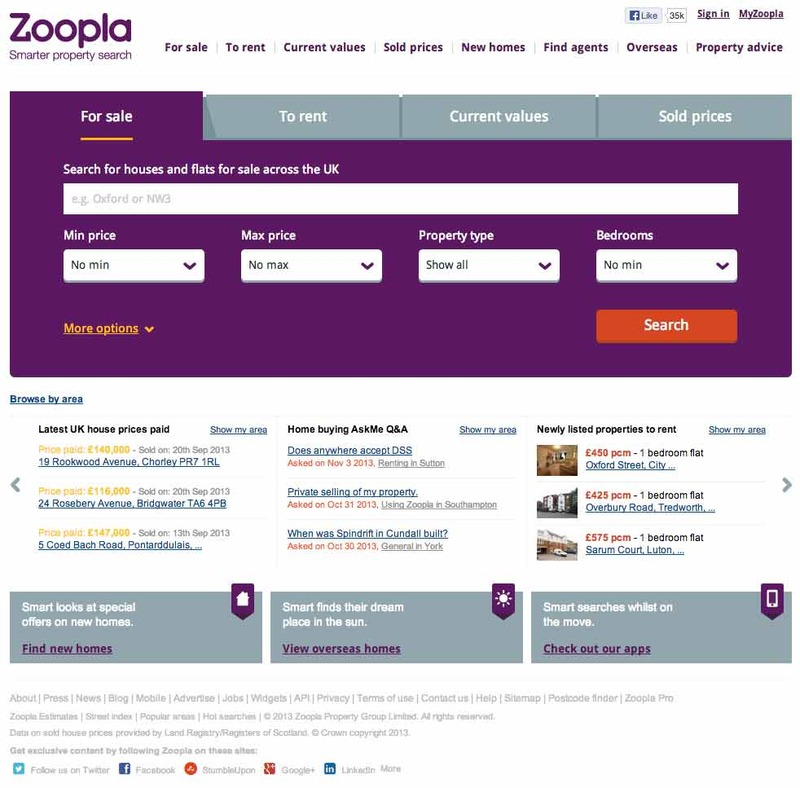 Zoopla
Smarter property search
Like 35k Sign in MyZoopla
For sale To rent Current values Sold prices New homes Find agents Overseas Property advice
For sale To rent Current values Sold prices
Search for houses and flats for sale across the UK
e.g. Oxford or NW3
Min price Max price Property type Bedrooms
No min No max Show all No min
More options Search
Browse by area
Latest UK house prices paid Show my area
Price paid: £140,000 - Sold on: 20th Sep 2013
19 Rookwood Avenue, Chorley PR7 1RL
Price paid: £116,000 - Sold on: 20th Sep 2013
24 Rosebery Avenue, Bridgwater TA6 4PB
Price paid: £147,000 - Sold on: 13th Sep 2013
5 Coed Bach Road, Pontarddulais, ...
Home buying AskMe Q&A Show my area
Does anywhere accept DSS
Asked on Nov 3 2013, Renting in Sutton
Private selling of my property.
Asked on Oct 31 2013, Using Zoopla in Southampton
When was Spindrift in Cundall built?
Asked on Oct 30 2013, General in York
Newly listed properties to rent Show my area
£450 pcm - 1 bedroom flat
Oxford Street, City ...
£425 pcm - 1 bedroom flat
Overbury Road, Tredworth, ...
£575 pcm - 1 bedroom flat
Sarum Court, Luton, ...
Smart looks at special
offers on new homes.
Find new homes
Smart finds their dream
place in the sun.
View overseas homes
Smart searches whilst on
the move.
Check out our apps
About | Press | News | Blog | Mobile | Advertise | Jobs | Widgets | API | Privacy | Terms of use | Contact us | Help | Sitemap | Postcode finder | Zoopla Pro
Zoopla Estimates | Street index | Popular areas | Hot searches | © 2013 Zoopla Property Group Limited. All rights reserved.
Data on sold house prices provided by Land Registry/Registers of Scotland. © Crown copyright 2013.
Get exclusive content by following Zoopla on these sites:
Follow us on Twitter Facebook StumbleUpon Google+ LinkedIn More